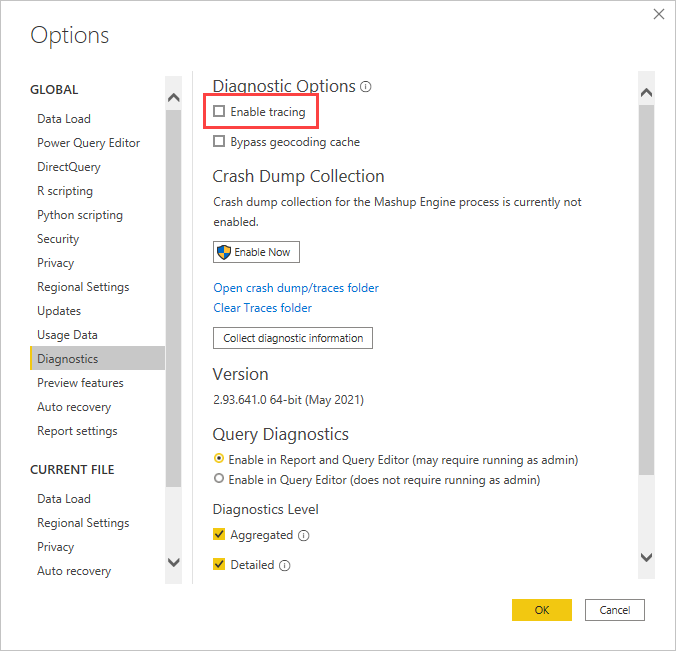 Options
GLOBAL
Data Load
Power Query Editor
DirectQuery
R scripting
Python scripting
Security
Privacy
Regional Settings
Updates
Usage Data
Diagnostics
Preview features
Auto recovery
Report settings
CURRENT FILE
Data Load
Regional Settings
Privacy
Auto recovery
Diagnostic Options
Enable tracing
Bypass geocoding cache
Crash Dump Collection
Crash dump collection for the Mashup Engine process is currently not
enabled.
Enable Now
Open crash dump/traces folder
Clear Traces folder
Collect diagnostic information
Version
2.93.641.0 64-bit (May 2021)
Query Diagnostics
Enable in Report and Query Editor (may require running as admin)
Enable in Query Editor (does not require running as admin)
Diagnostics Level
Aggregated
Detailed
OK
Cancel